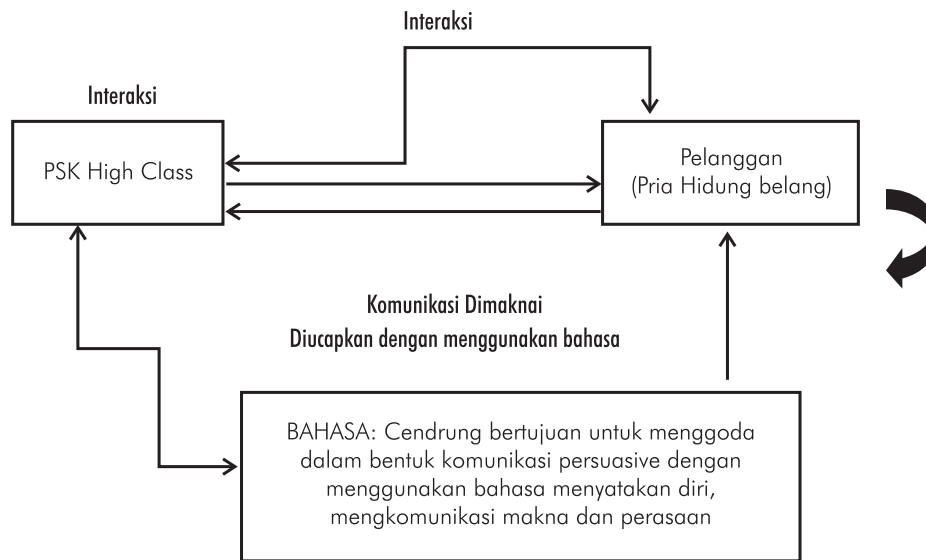 Interaksi
Interaksi
PSK High Class
Pelanggan
(Pria Hidung belang)
Komunikasi Dimaknai
Diucapkan dengan menggunakan bahasa
BAHASA: Cendrung bertujuan untuk menggoda
dalam bentuk komunikasi persuasive dengan
menggunakan bahasa menyatakan diri,
mengkomunikasi makna dan perasaan